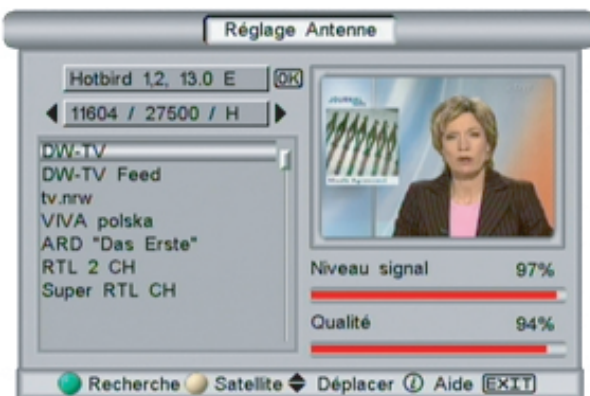 Réglage Antenne
Hotbird 1,2, 13.0 E OK
11604 / 27500 / H
DW-TV
DW-TV Feed
tv.nrw
VIVA polska
ARD "Das Erste"
RTL 2 CH
Super RTL CH
Niveau signal 97%
Qualité 94%
Recherche Satellite Déplacer i Aide EXIT